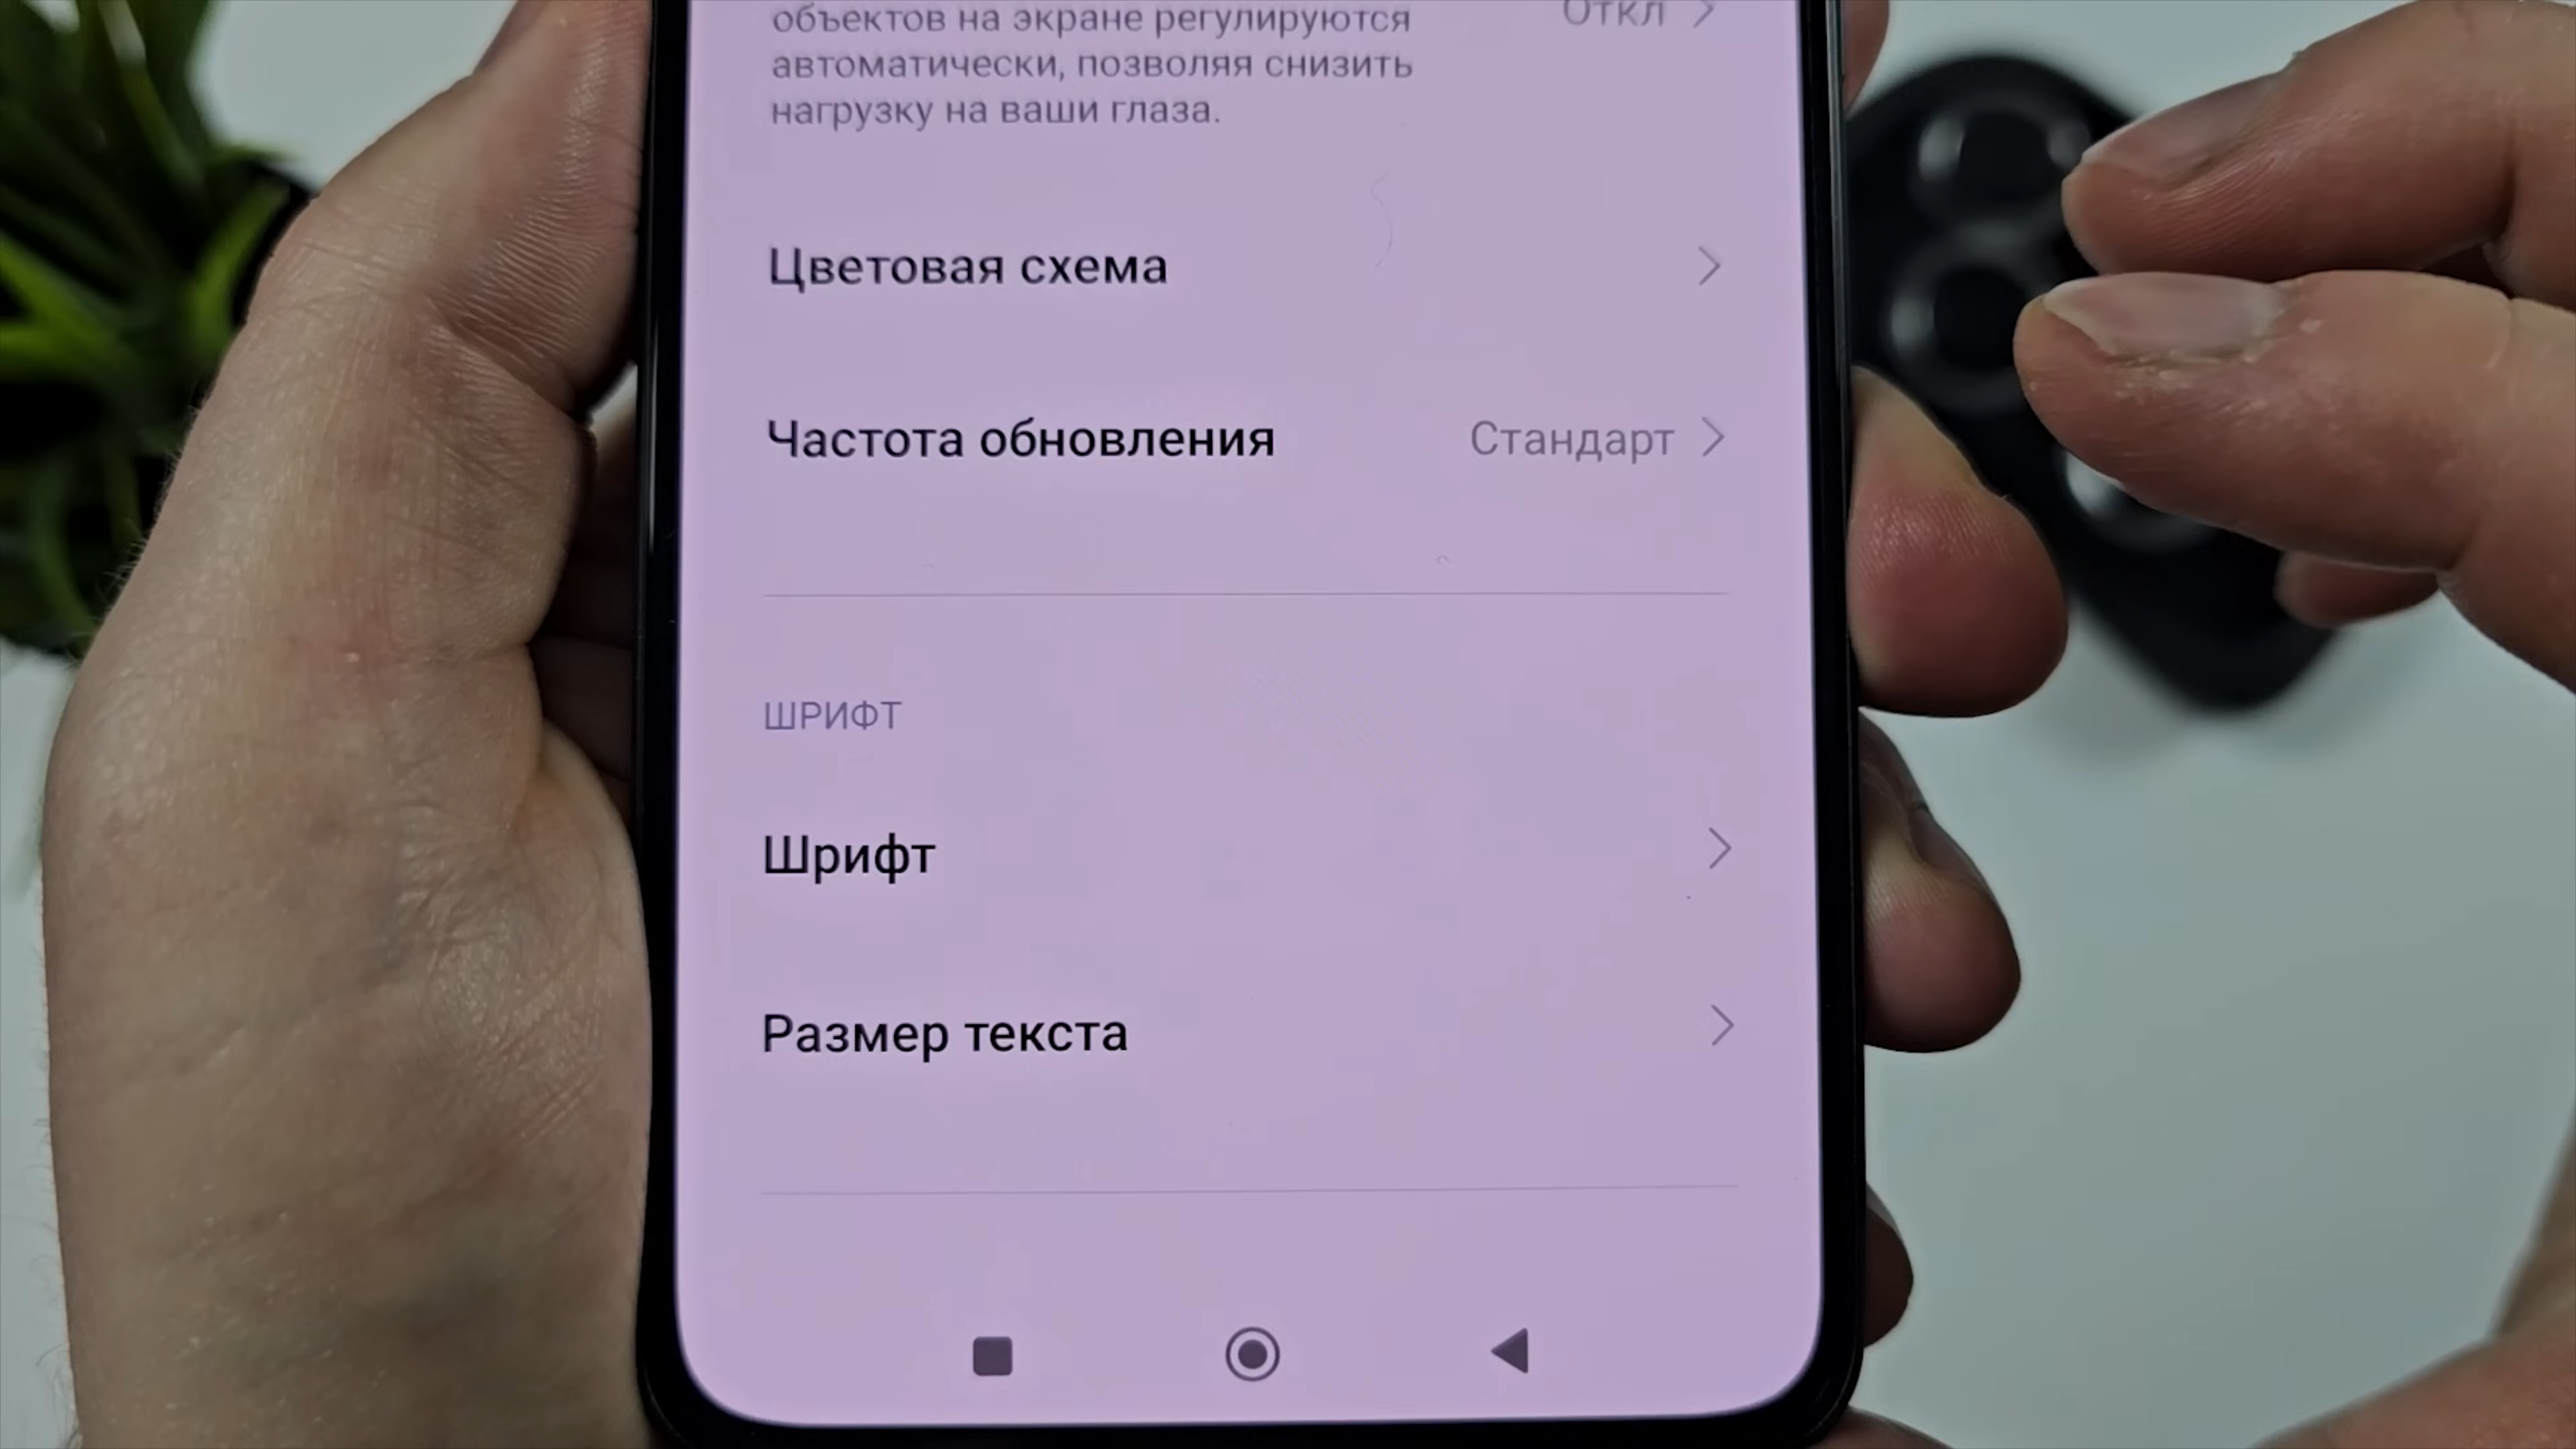 объектов на экране регулируются
Откл
автоматически, позволяя снизить
нагрузку на ваши глаза.
Цветовая схема
Частота обновления
Стандарт
ШРИФТ
Шрифт
Размер текста